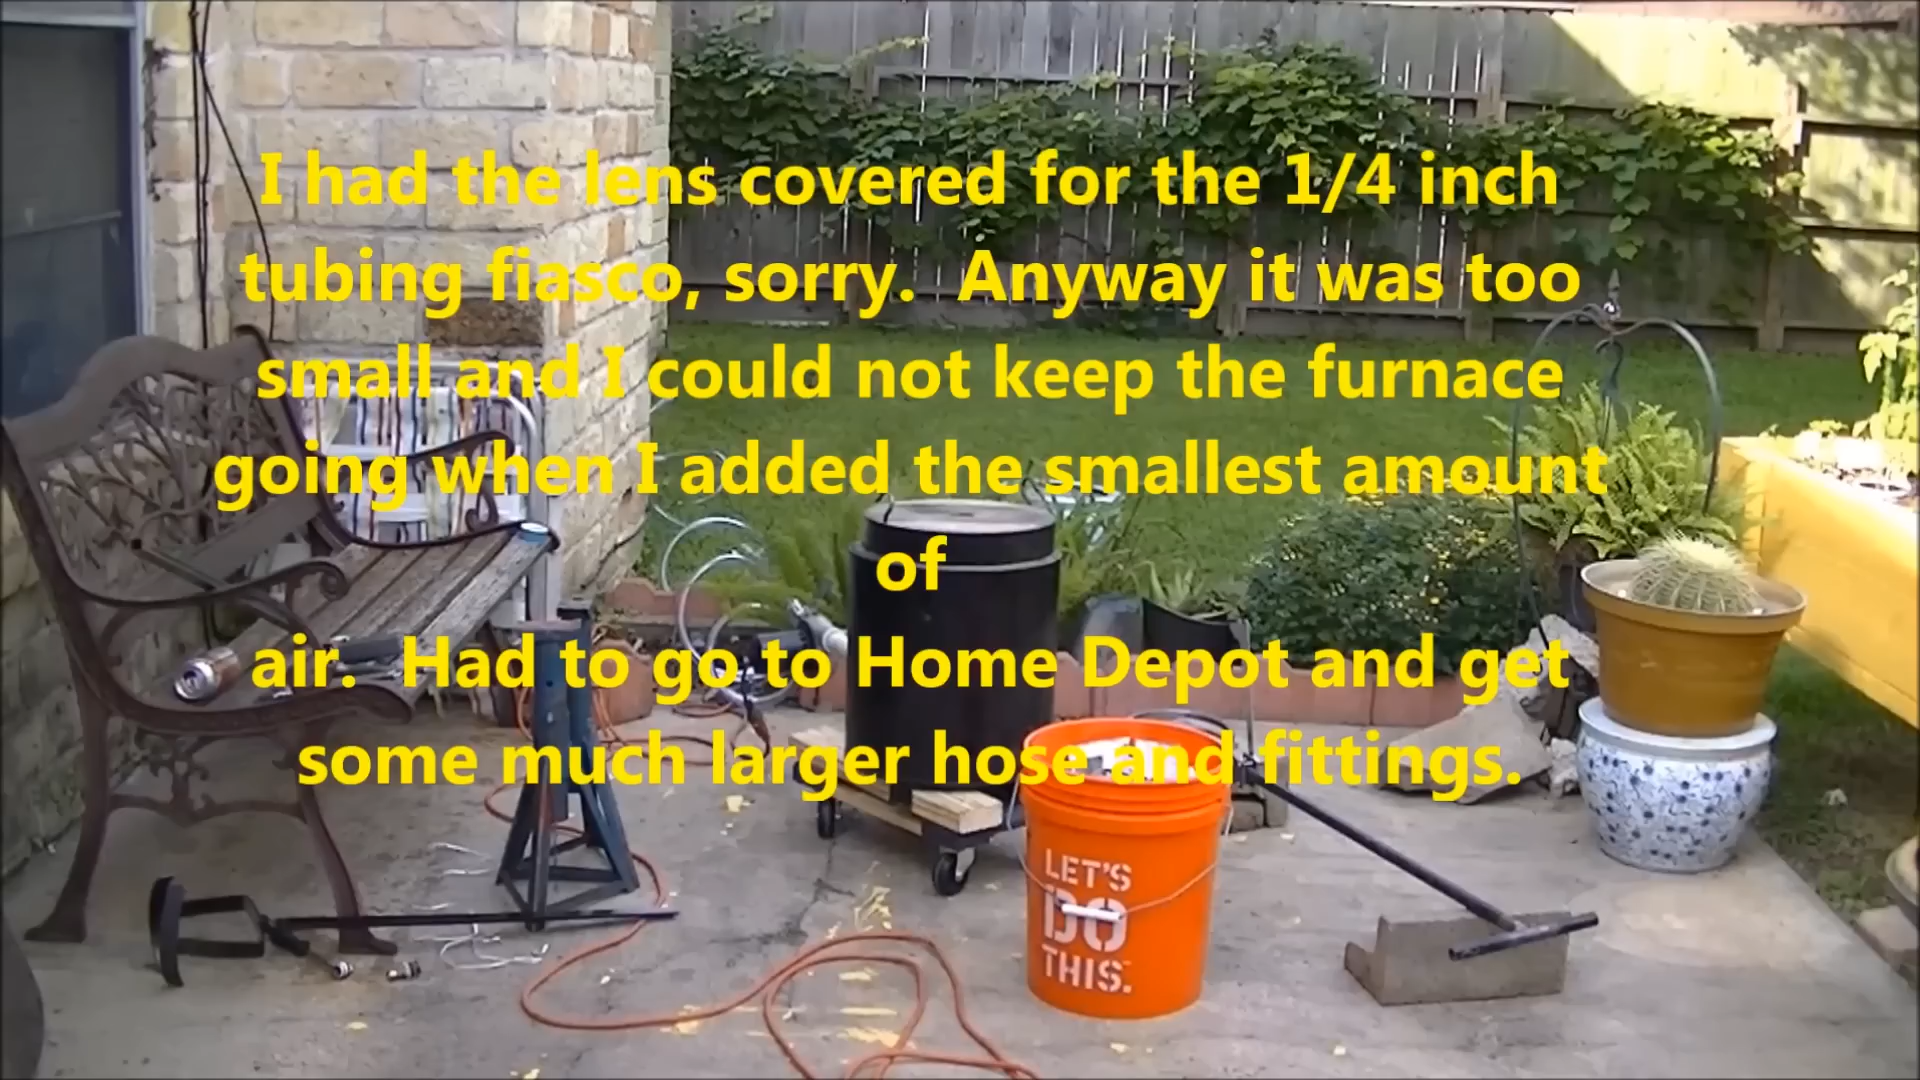 I had the lens covered for the 1/4 inch
tubing fiasco, sorry.  Anyway it was too
small and I could not keep the furnace
going when I added the smallest amount
of
air.  Had to go to Home Depot and get
some much larger hose and fittings.
LET'S
DO
THIS.